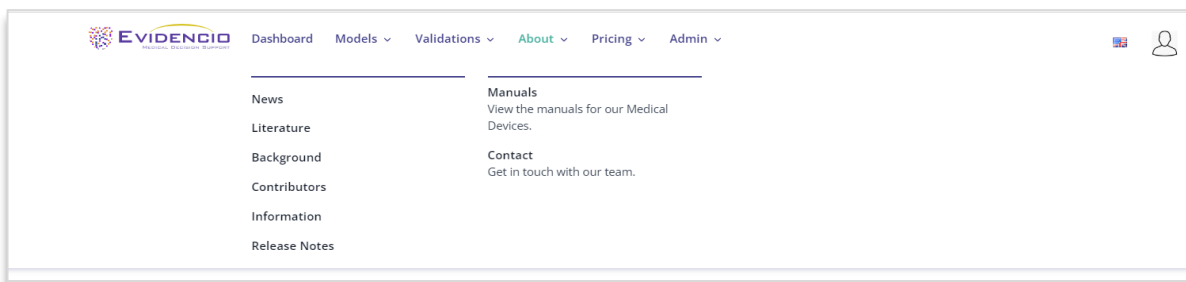 EVIDENCIO
MEDICAL DECISION SUPPORT
Dashboard Models Validations About Pricing Admin
News
Literature
Background
Contributors
Information
Release Notes
Manuals
View the manuals for our Medical
Devices.
Contact
Get in touch with our team.